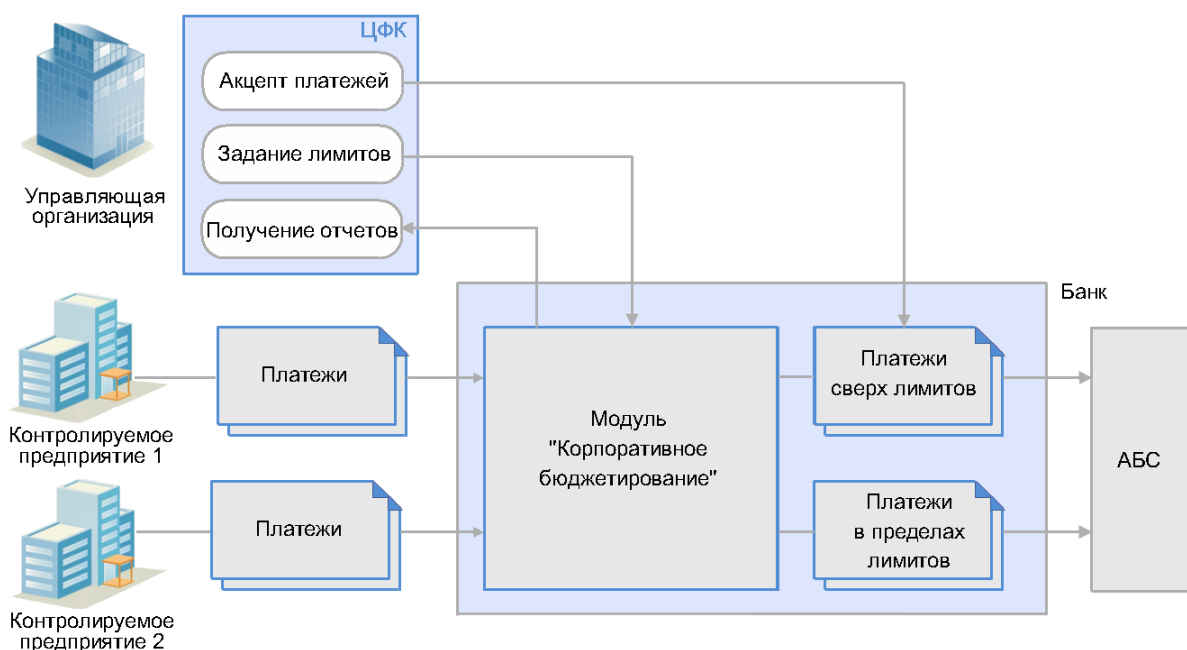 ЦФК
Акцепт платежей
Задание лимитов
Получение отчетов
Управляющая
организация
Банк
Платежи
Контролируемое
предприятие 1
Платежи
Контролируемое
предприятие 2
Модуль
"Корпоративное
бюджетирование"
Платежи
сверх лимитов
Платежи
в пределах
лимитов
АБС